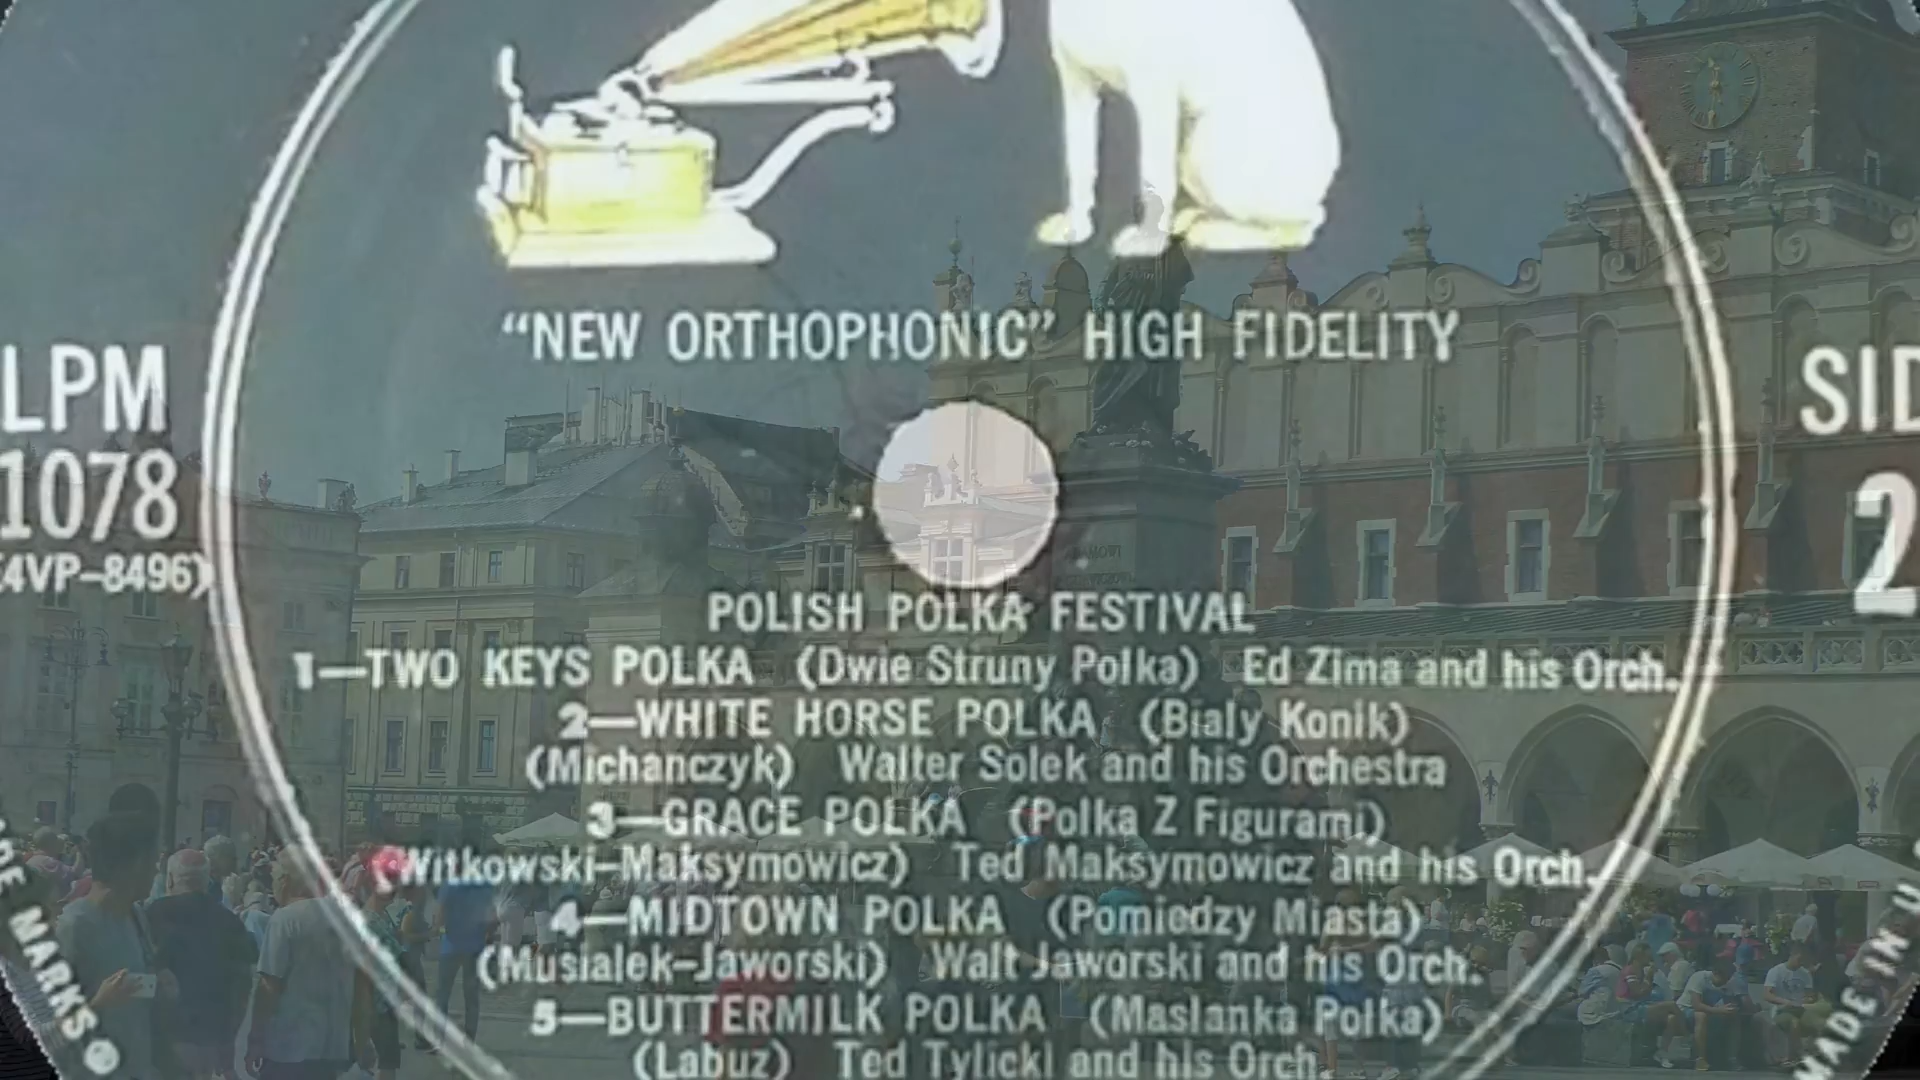 "NEW ORTHOPHONIC" HIGH FIDELITY
LPM
1078
SID
2
4VP-8496)
POLISH POLKA FESTIVAL
1—TWO KEYS POLKA (Dwie Struny Polka) Ed Zima and his Orch.
2—WHITE HORSE POLKA (Bialy Konik)
(Michanczyk) Walter Solek and his Orchestra
3—GRACE POLKA (Polka Z Figurami)
(Witkowski-Maksymowicz) Ted Maksymowicz and his Orch.
4—MIDTOWN POLKA (Pomiedzy Miasta)
(Musialek-Jaworski) Walt Jaworski and his Orch.
5—BUTTERMILK POLKA (Maslanka Polka)
(Labuz) Ted Tylicki and his Orch.
MARKS ®
MADE IN U.